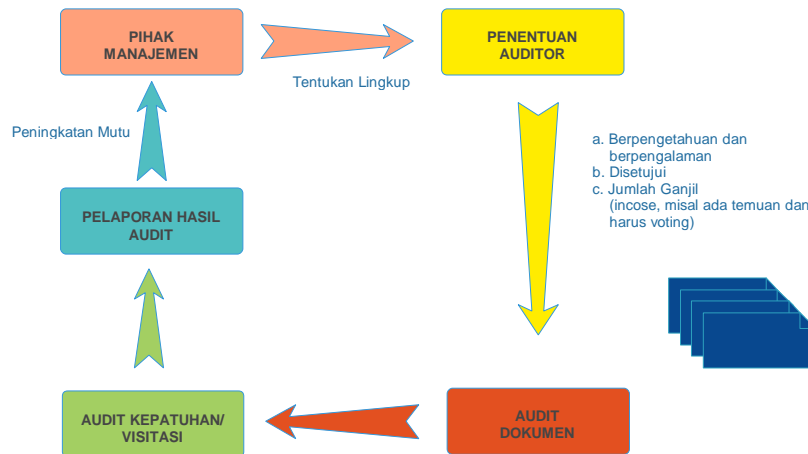 PIHAK
MANAJEMEN
Tentukan Lingkup
PENENTUAN
AUDITOR
a. Berpengetahuan dan
berpengalaman
b. Disetujui
c. Jumlah Ganjil
(incose, misal ada temuan dan
harus voting)
AUDIT
DOKUMEN
AUDIT KEPATUHAN/
VISITASI
PELAPORAN HASIL
AUDIT
Peningkatan Mutu